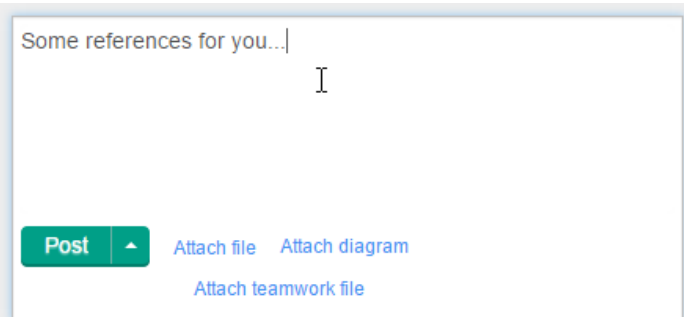 Some references for you...
Post Attach file Attach diagram
Attach teamwork file